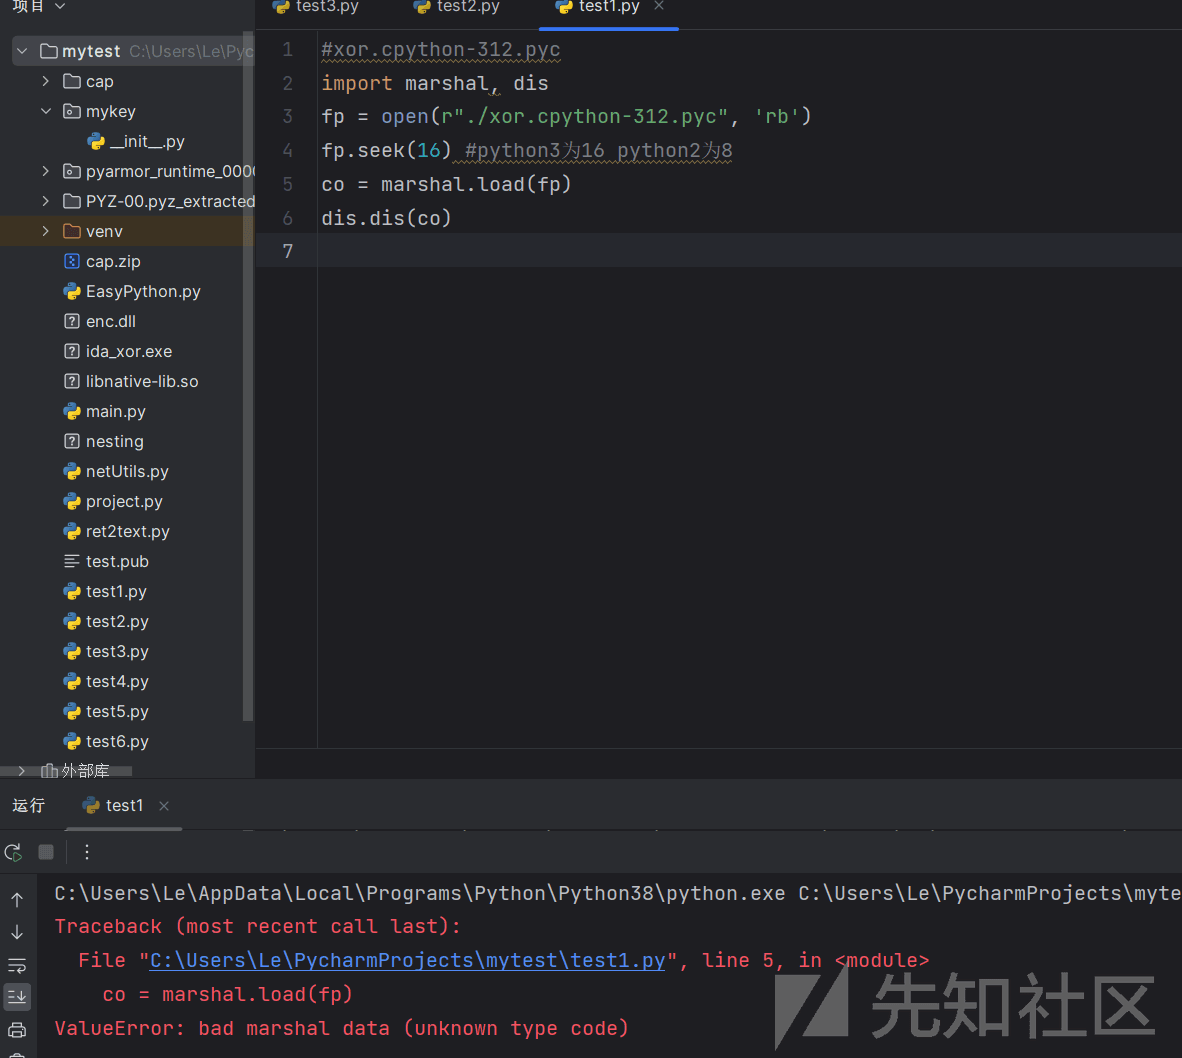 项目
test3.py
test2.py
test1.py
mytest C:\Users\Le\Pyc
cap
mykey
__init__.py
pyarmor_runtime_000
PYZ-00.pyz_extracted
venv
cap.zip
EasyPython.py
enc.dll
ida_xor.exe
libnative-lib.so
main.py
nesting
netUtils.py
project.py
ret2text.py
test.pub
test1.py
test2.py
test3.py
test4.py
test5.py
test6.py
外部库
1 #xor.cpython-312.pyc
2 import marshal, dis
3 fp = open(r"./xor.cpython-312.pyc", 'rb')
4 fp.seek(16) #python3为16 python2为8
5 co = marshal.load(fp)
6 dis.dis(co)
7
运行
test1
C:\Users\Le\AppData\Local\Programs\Python\Python38\python.exe C:\Users\Le\PycharmProjects\myte
Traceback (most recent call last):
File "C:\Users\Le\PycharmProjects\mytest\test1.py", line 5, in <module>
co = marshal.load(fp)
ValueError: bad marshal data (unknown type code)
先知社区